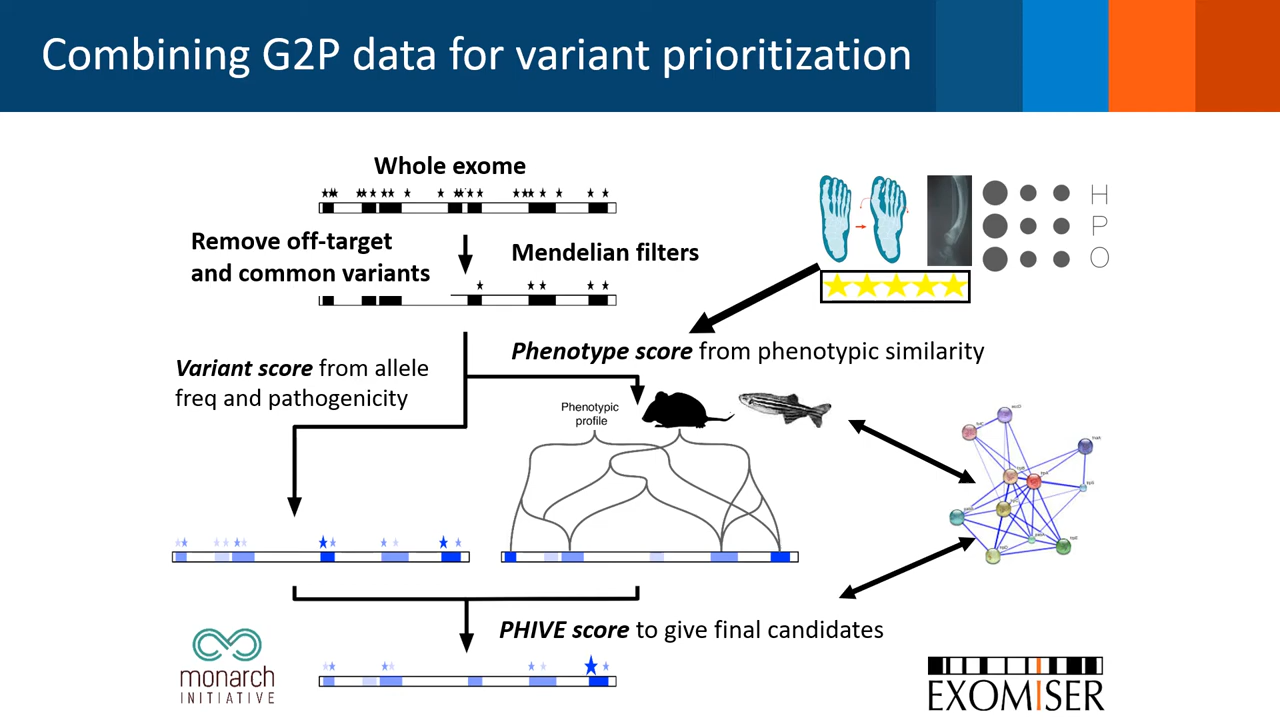 Combining G2P data for variant prioritization
Whole exome
Remove off-target
and common variants
Mendelian filters
H
P
O
Phenotype score from phenotypic similarity
Variant score from allele
freq and pathogenicity
Phenotypic
profile
PHIVE score to give final candidates
monarch
INITIATIVE
EXOMISER